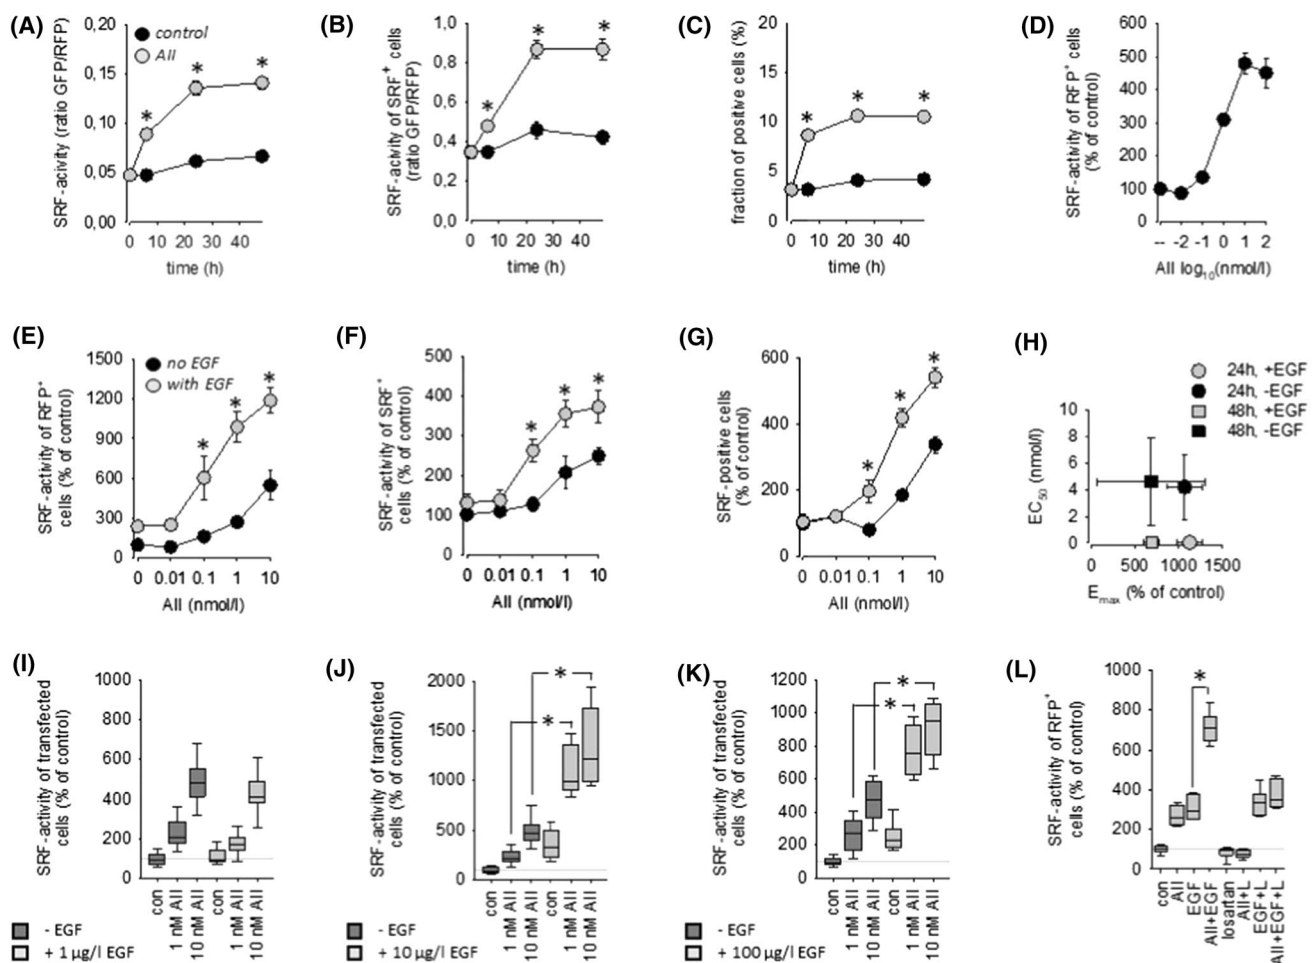 (A)
SRF-acivity (ratio GFP/RFP)
0,20
0,15
0,10
0,05
0,00
control
AII
*
*
*
0 10 20 30 40
time (h)
(B)
SRF-acivity of SRF+ cells
(ratio GFP/RFP)
1,0
0,8
0,6
0,4
0,2
0,0
*
*
*
0 10 20 30 40
time (h)
(C)
fraction of positive cells (%)
20
15
10
5
0
*
*
*
0 10 20 30 40
time (h)
(D)
SRF-activity of RFP+ cells
(% of control)
600
500
400
300
200
100
0
-- -2 -1 0 1 2
AII log10(nmol/l)
(E)
SRF-activity of RFP+
cells (% of control)
1500
1200
900
600
300
0
no EGF
with EGF
*
*
*
0 0.01 0.1 1 10
AII (nmol/l)
(F)
SRF-activity of SRF+
cells (% of control)
500
400
300
200
100
0
*
*
*
0 0.01 0.1 1 10
AII (nmol/l)
(G)
SRF-positive cells
(% of control)
600
400
200
0
*
*
*
0 0.01 0.1 1 10
AII (nmol/l)
(H)
24h, +EGF
24h, -EGF
48h, +EGF
48h, -EGF
EC50 (nmol/l)
10
8
6
4
2
0
0 500 1000 1500
Emax (% of control)
(I)
SRF-activity of transfected
cells (% of control)
1000
800
600
400
200
0
con
1 nM AII
10 nM AII
con
1 nM AII
10 nM AII
- EGF
+ 1 µg/l EGF
(J)
SRF-activity of transfected
cells (% of control)
2000
1500
1000
500
0
*
*
con
1 nM AII
10 nM AII
con
1 nM AII
10 nM AII
- EGF
+ 10 µg/l EGF
(K)
SRF-activity of transfected
cells (% of control)
1200
1000
800
600
400
200
0
*
*
con
1 nM AII
10 nM AII
con
1 nM AII
10 nM AII
- EGF
+ 100 µg/l EGF
(L)
SRF-activity of RFP+
cells (% of control)
1000
800
600
400
200
0
*
con
AII
EGF
AII+EGF
losartan
AII+L
EGF+L
AII+EGF+L